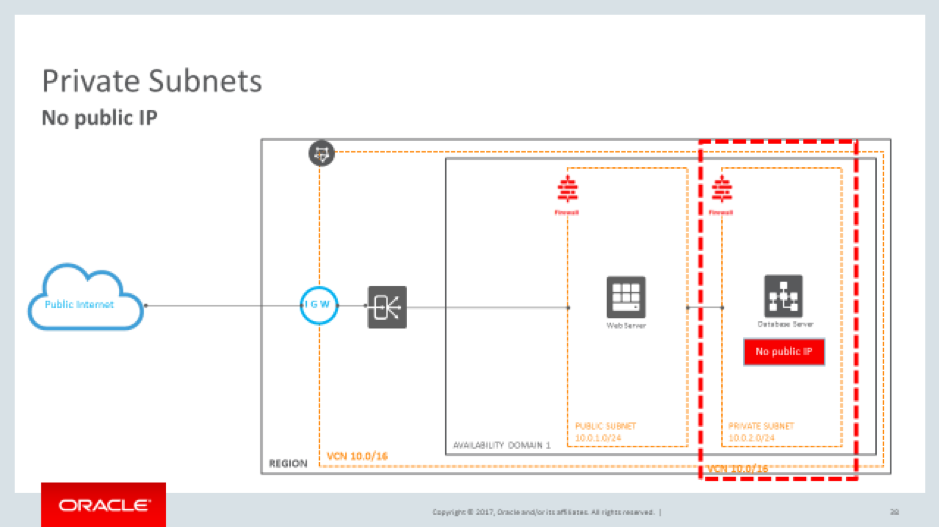 Private Subnets
No public IP
Firewall
Firewall
Public Internet
IGW
Web Server
Database Server
No public IP
PUBLIC SUBNET
10.0.1.0/24
PRIVATE SUBNET
10.0.2.0/24
AVAILABILITY DOMAIN 1
VCN 10.0/16
REGION
VCN 10.0/16
ORACLE®
Copyright © 2017, Oracle and/or its affiliates. All rights reserved. |
38